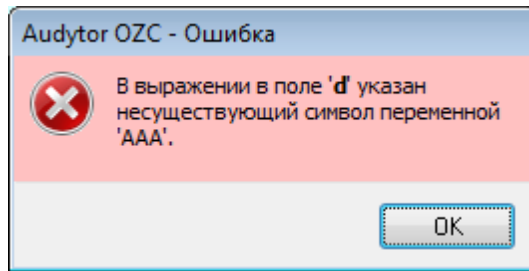 Audytor OZC - Ошибка
В выражении в поле 'd' указан
несуществующий символ переменной
'AAA'.
OK